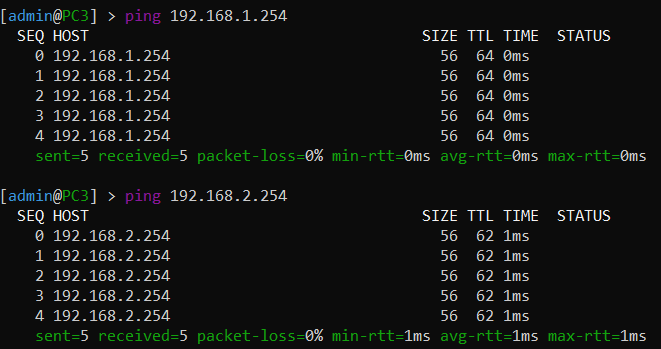 [admin@PC3] > ping 192.168.1.254
SEQ HOST SIZE TTL TIME STATUS
0 192.168.1.254 56 64 0ms
1 192.168.1.254 56 64 0ms
2 192.168.1.254 56 64 0ms
3 192.168.1.254 56 64 0ms
4 192.168.1.254 56 64 0ms
sent=5 received=5 packet-loss=0% min-rtt=0ms avg-rtt=0ms max-rtt=0ms
[admin@PC3] > ping 192.168.2.254
SEQ HOST SIZE TTL TIME STATUS
0 192.168.2.254 56 62 1ms
1 192.168.2.254 56 62 1ms
2 192.168.2.254 56 62 1ms
3 192.168.2.254 56 62 1ms
4 192.168.2.254 56 62 1ms
sent=5 received=5 packet-loss=0% min-rtt=1ms avg-rtt=1ms max-rtt=1ms